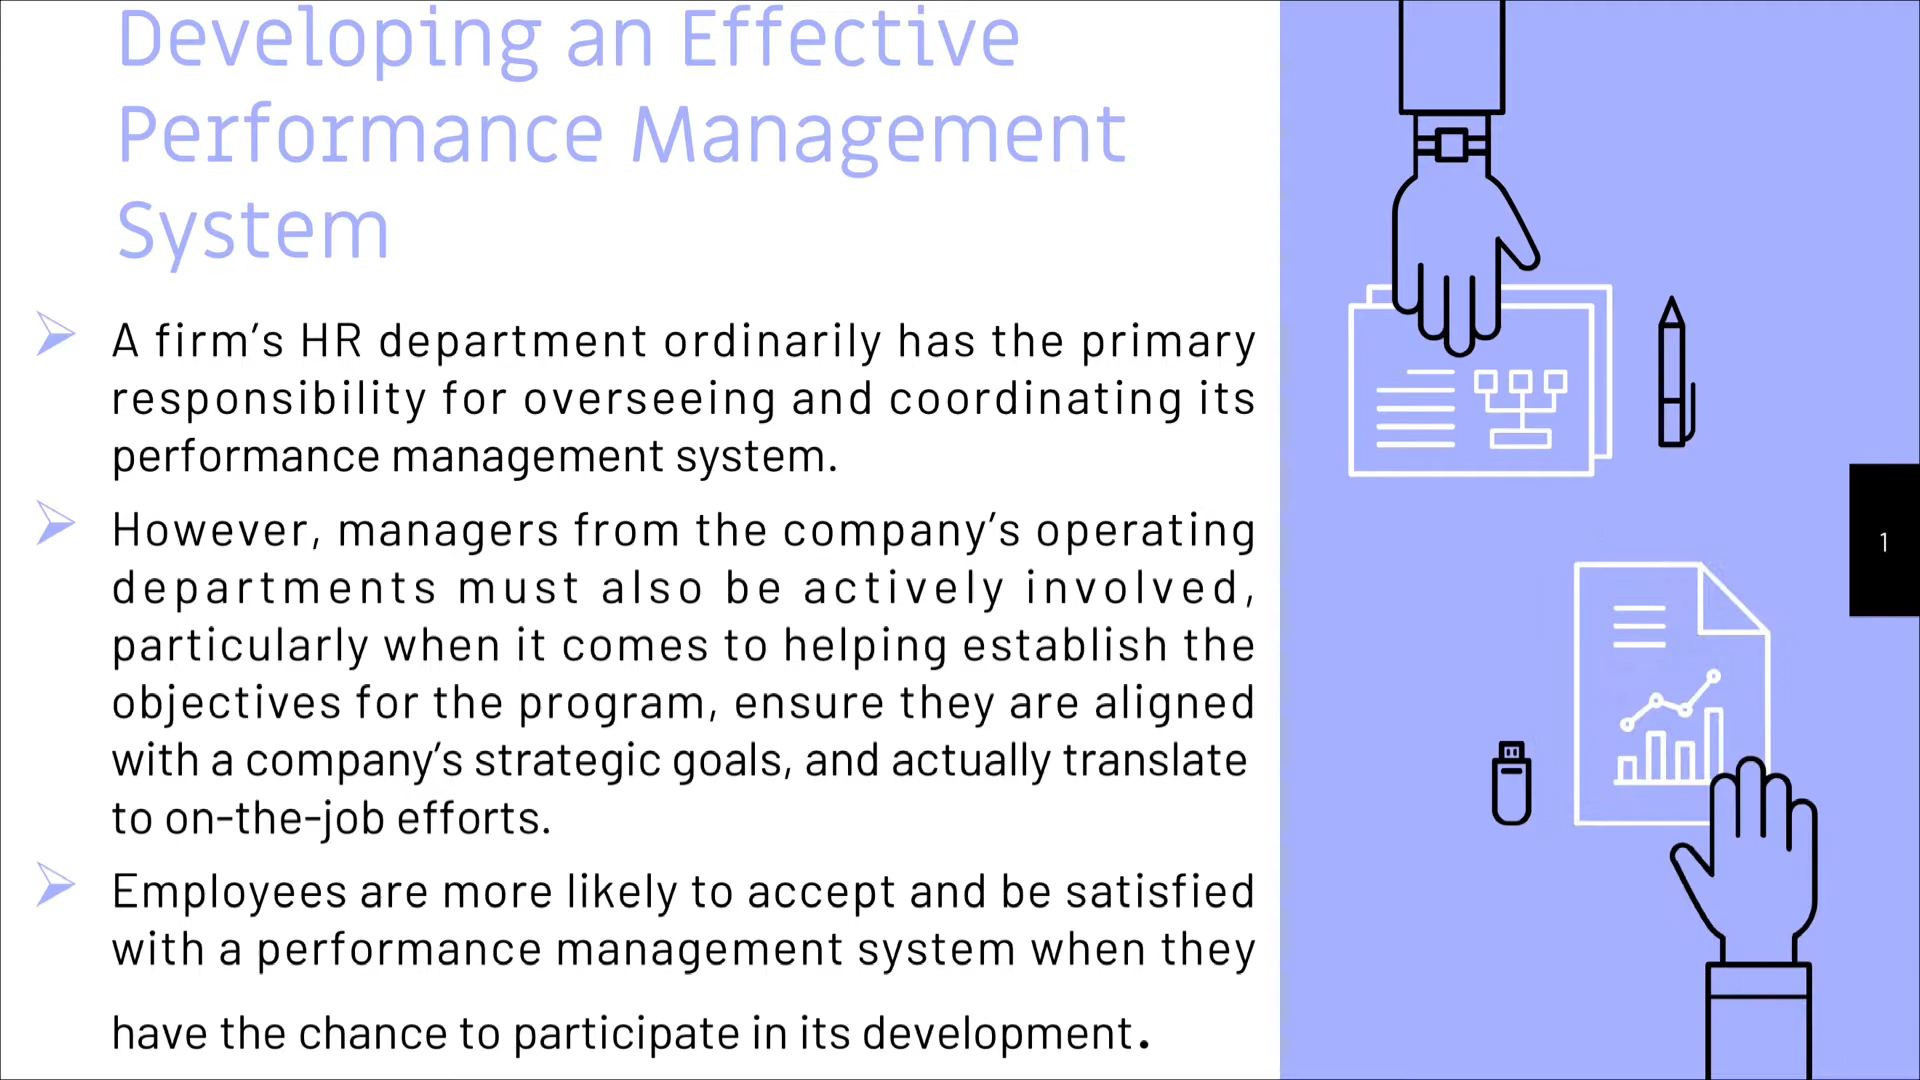 Developing an Effective
Performance Management
System
A firm’s HR department ordinarily has the primary
responsibility for overseeing and coordinating its
performance management system.
However, managers from the company’s operating
departments must also be actively involved,
particularly when it comes to helping establish the
objectives for the program, ensure they are aligned
with a company’s strategic goals, and actually translate
to on-the-job efforts.
Employees are more likely to accept and be satisfied
with a performance management system when they
have the chance to participate in its development.
1